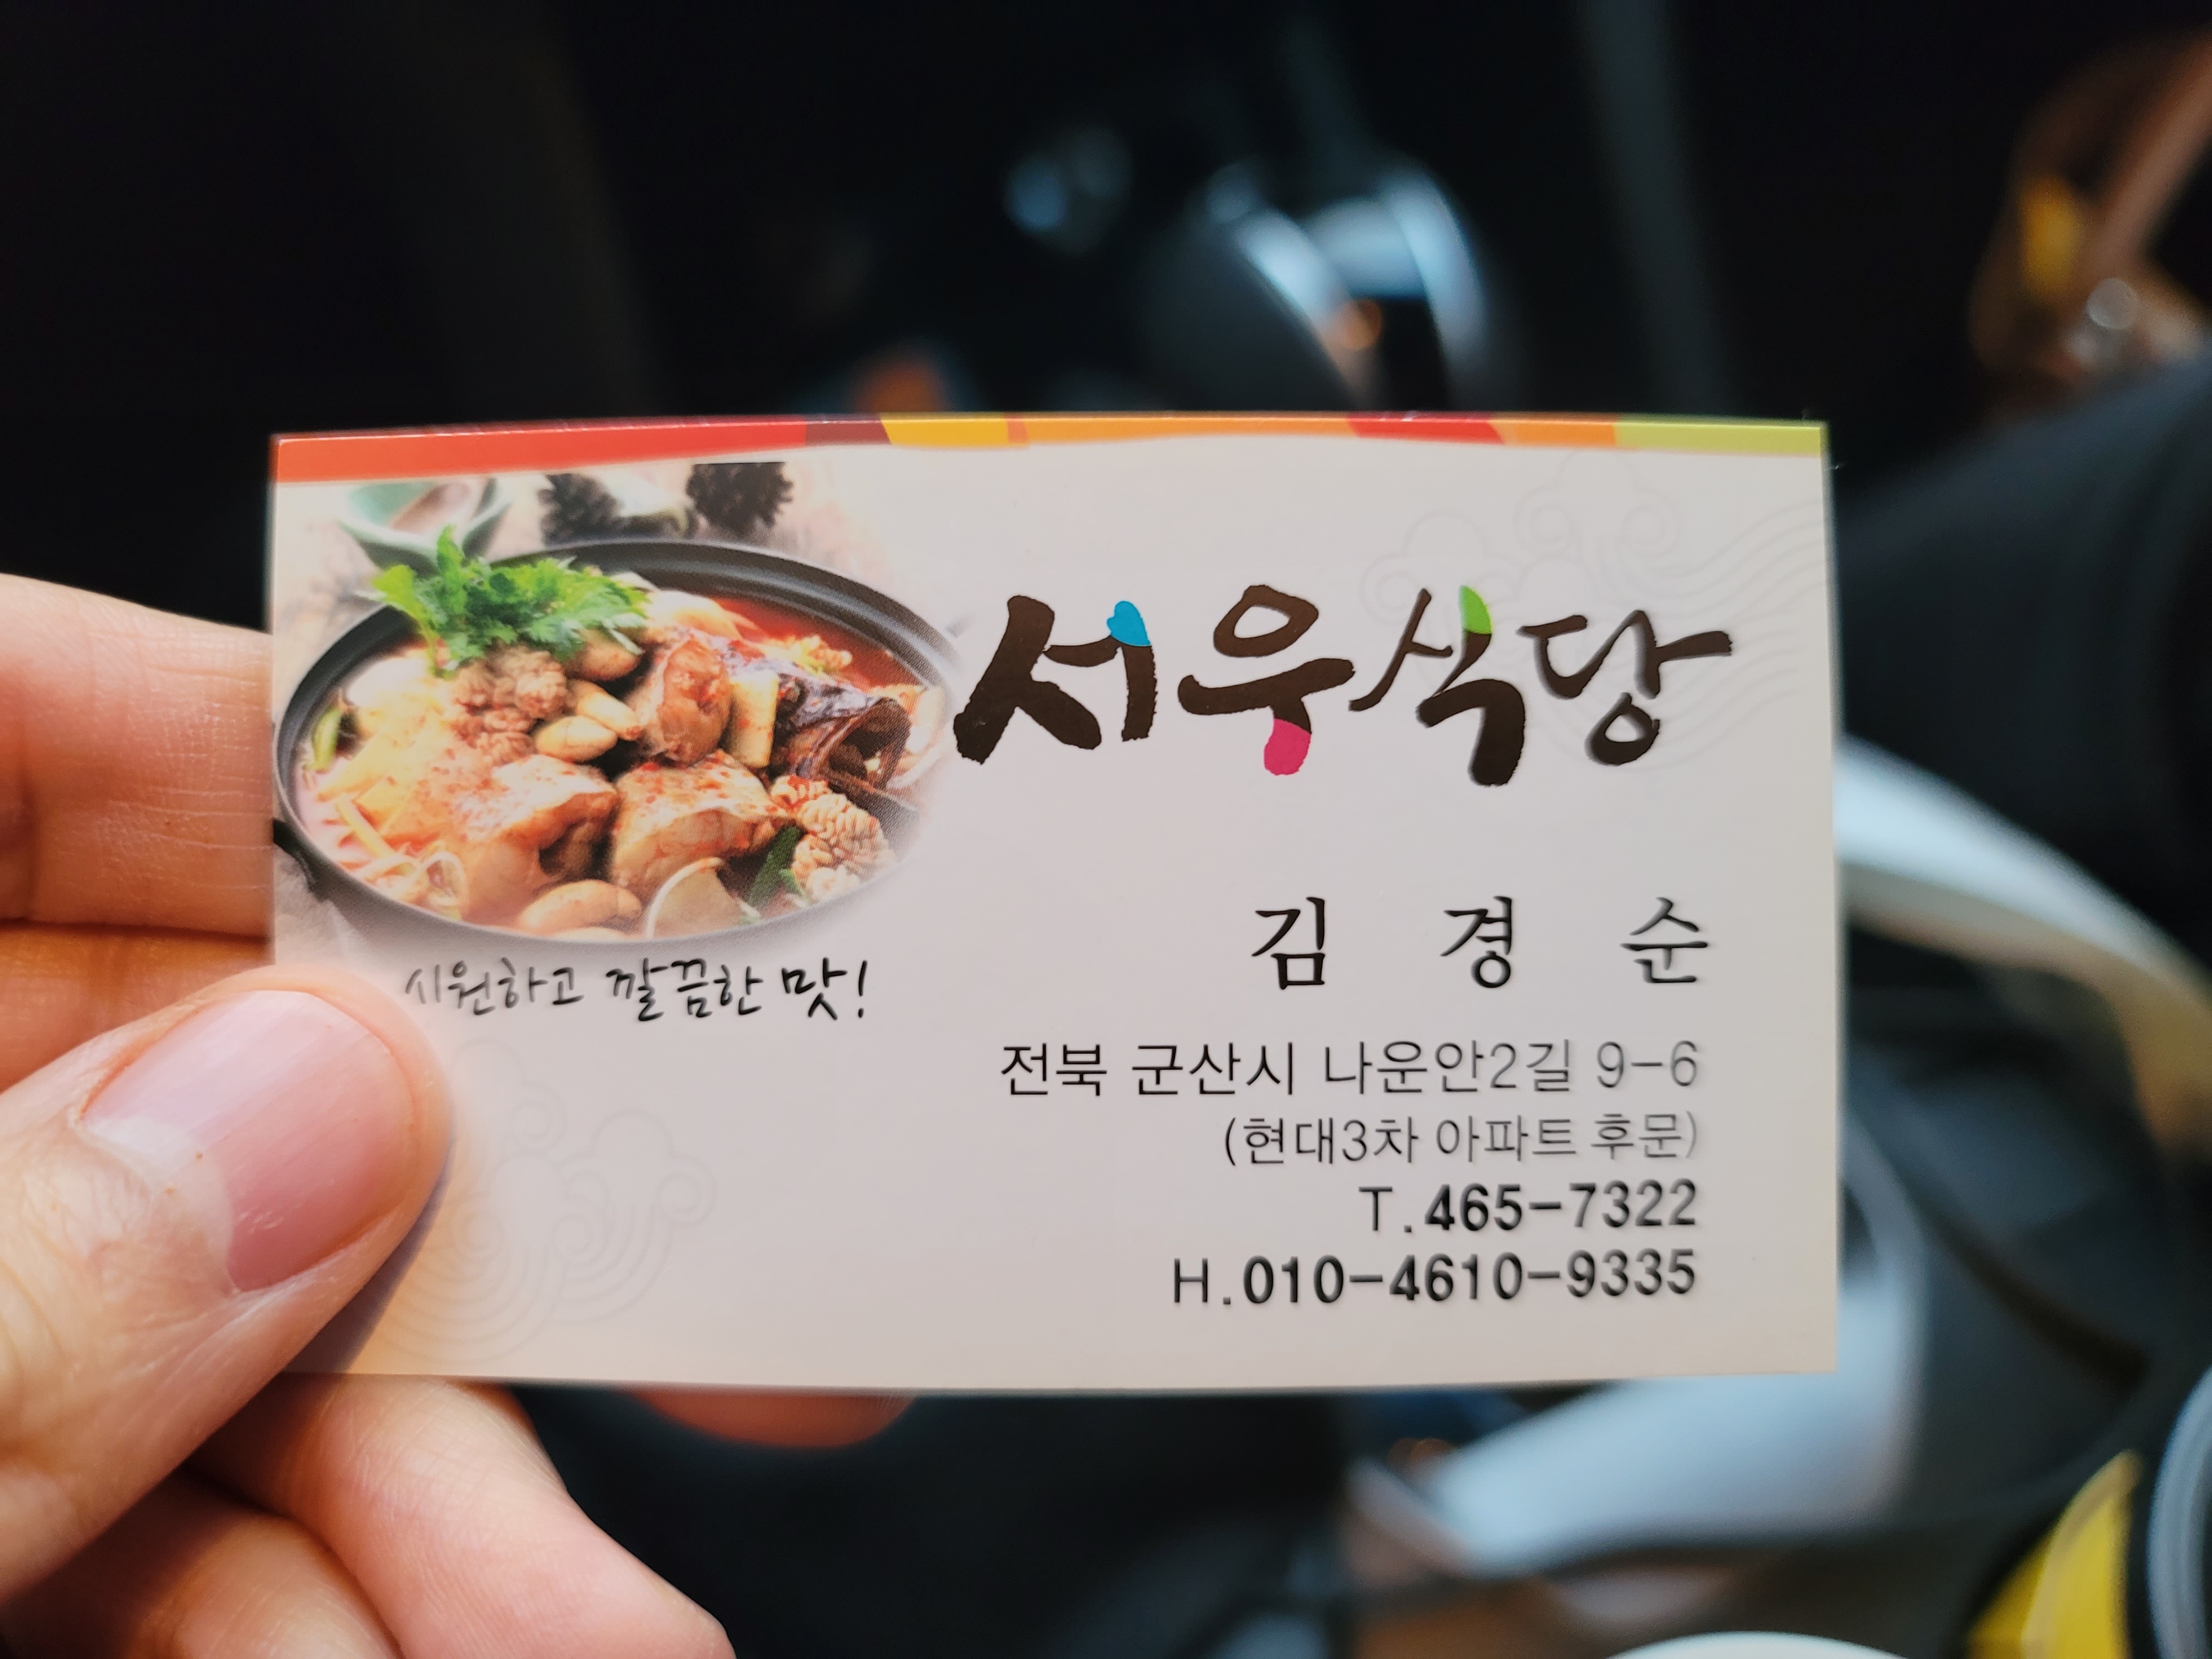 서우식당
시원하고 깔끔한 맛!
김 경 순
전북 군산시 나운안2길 9-6
(현대3차 아파트 후문)
T.465-7322
H.010-4610-9335